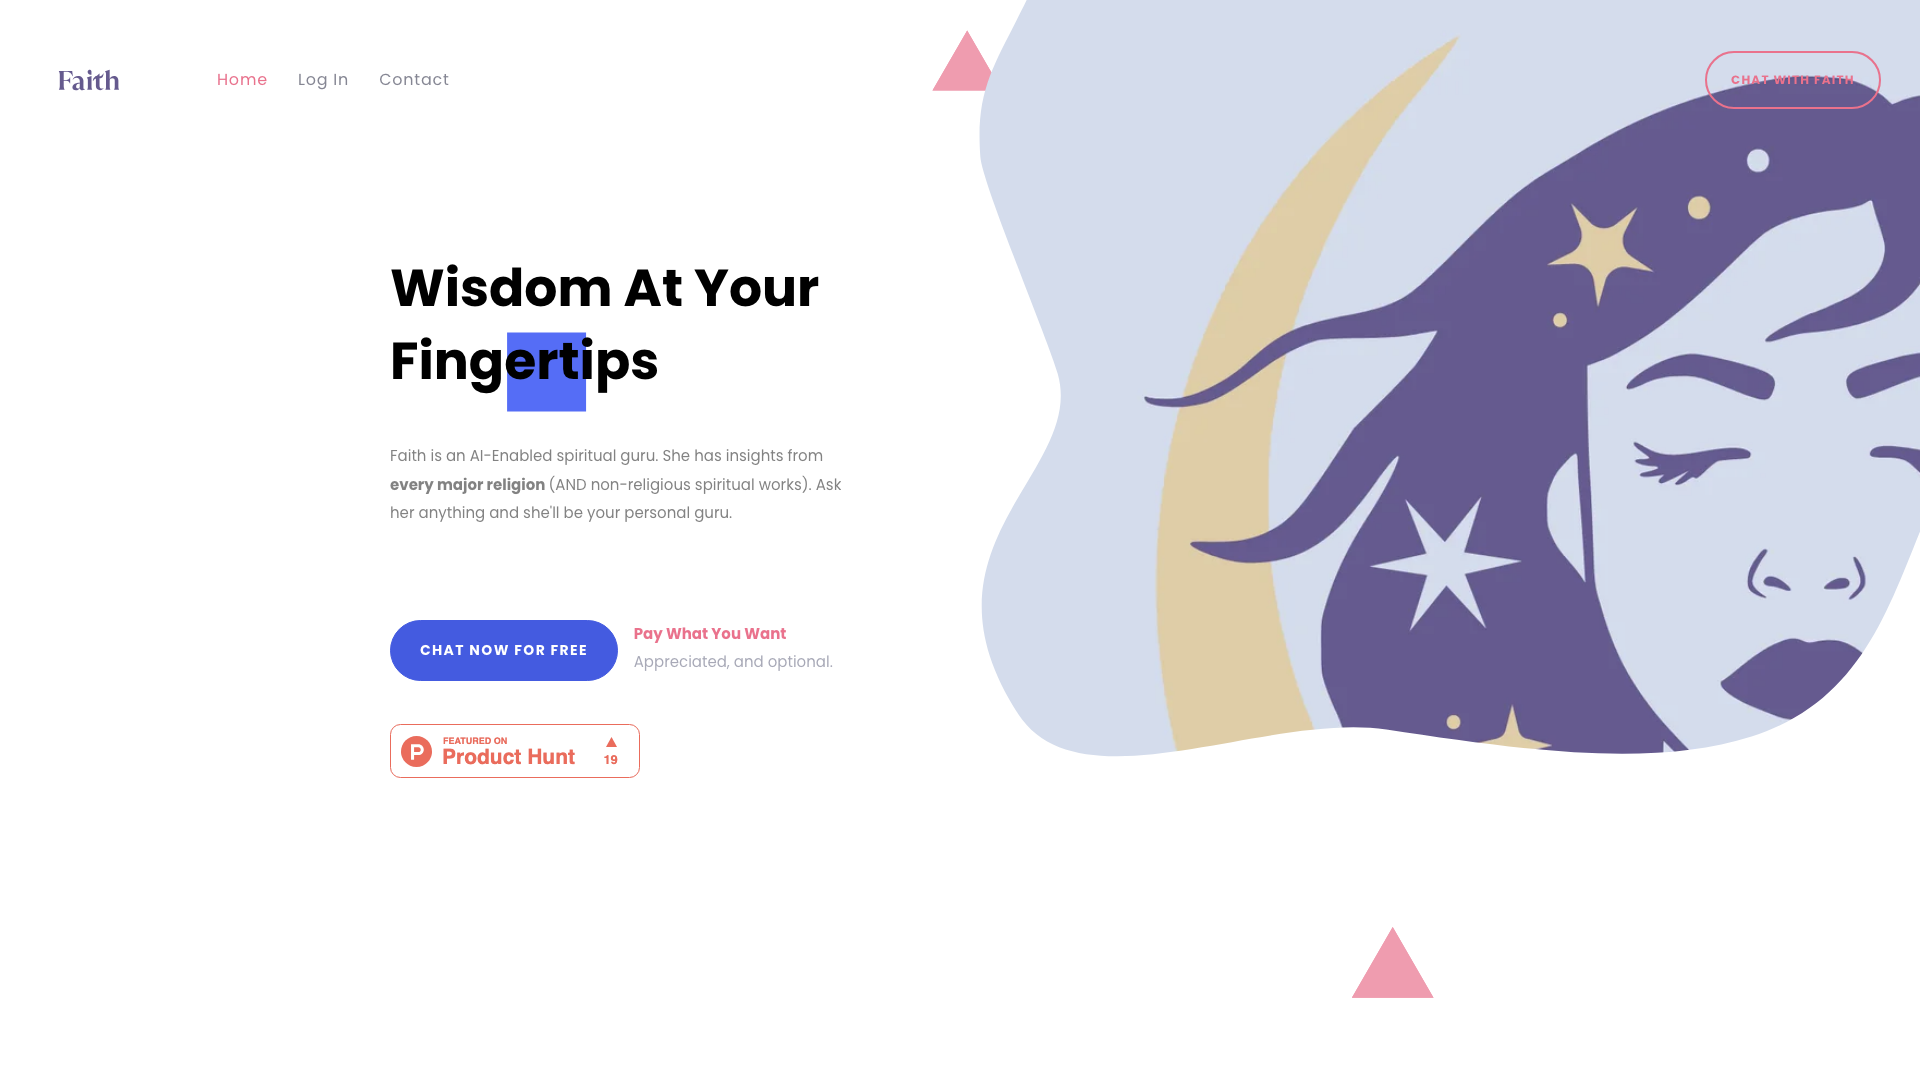 Faith
Home
Log In
Contact
CHAT WITH FAITH
Wisdom At Your
Fingertips
Faith is an AI-Enabled spiritual guru. She has insights from
every major religion (AND non-religious spiritual works). Ask
her anything and she'll be your personal guru.
CHAT NOW FOR FREE
Pay What You Want
Appreciated, and optional.
FEATURED ON
Product Hunt
19